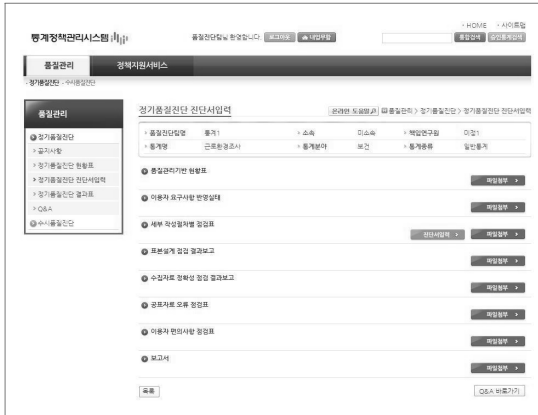 HOME 사이트맵
통계정책관리시스템 품질진단팀님 환영합니다. 로그아웃 내업무함 통합검색 승인통계검색
품질관리 정책지원서비스
정기품질진단 수시품질진단
품질관리
정기품질진단
공지사항
정기품질진단 현황표
정기품질진단 진단서입력
정기품질진단 결과표
Q&A
수시품질진단
정기품질진단 진단서입력 온라인 도움말 품질관리 > 정기품질진단 > 정기품질진단 진단서입력
품질진단팀명 통계1 소속 미소속 책임연구원 미정1
통계명 근로환경조사 통계분야 보건 통계종류 일반통계
품질관리기반 현황표 파일첨부
이용자 요구사항 반영실태 파일첨부
세부 작성절차별 점검표 진단서입력 파일첨부
표본설계 점검 결과보고 파일첨부
수집자료 정확성 점검 결과보고 파일첨부
공표자료 오류 점검표 파일첨부
이용자 편의사항 점검표 파일첨부
보고서 파일첨부
목록 Q&A 바로가기